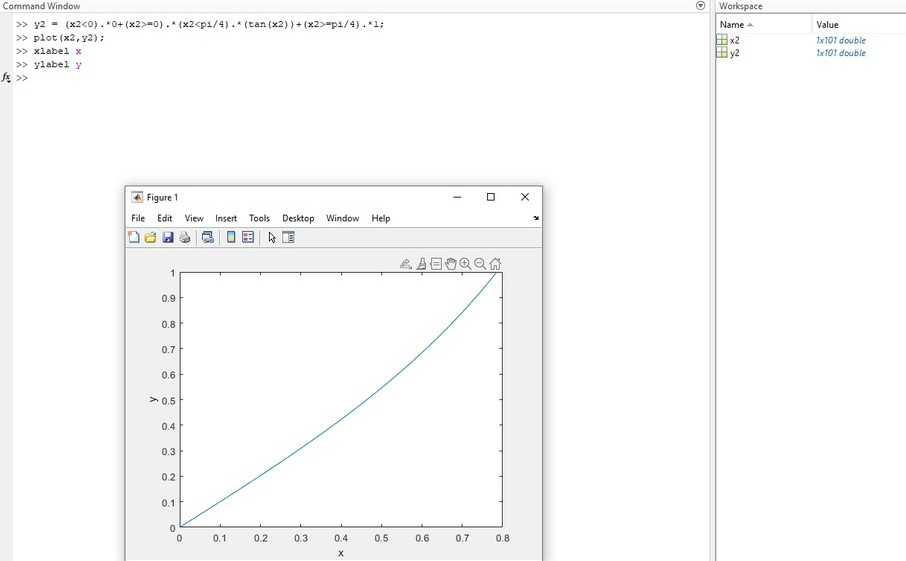 Command Window
>> y2 = (x2<0).*0+(x2>=0).*(x2<pi/4).*(tan(x2))+(x2>=pi/4).*1;
>> plot(x2,y2);
>> xlabel x
>> ylabel y
fx >>
Workspace
Name Value
x2 1x101 double
y2 1x101 double
Figure 1
File Edit View Insert Tools Desktop Window Help
1
0.9
0.8
0.7
0.6
0.5
0.4
0.3
0.2
0.1
0
y
0 0.1 0.2 0.3 0.4 0.5 0.6 0.7 0.8
x